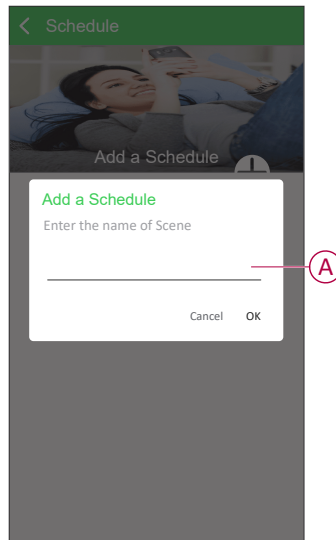 Schedule
Add a Schedule
Add a Schedule
Enter the name of Scene
A
Cancel OK